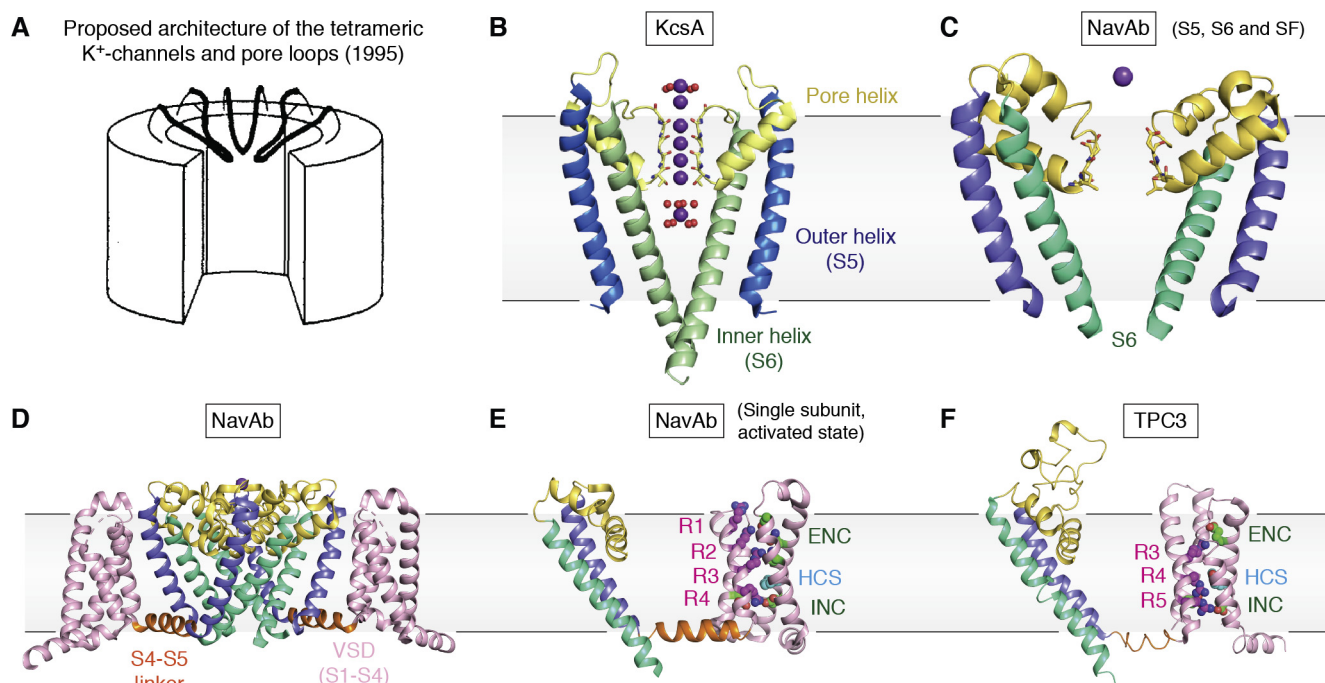 A
Proposed architecture of the tetrameric
K+-channels and pore loops (1995)
B
KcsA
Pore helix
Outer helix
(S5)
Inner helix
(S6)
C
NavAb
(S5, S6 and SF)
S6
D
NavAb
S4-S5
linker
VSD
(S1-S4)
E
NavAb
(Single subunit,
activated state)
R1
R2
R3
R4
ENC
HCS
INC
F
TPC3
R3
R4
R5
ENC
HCS
INC